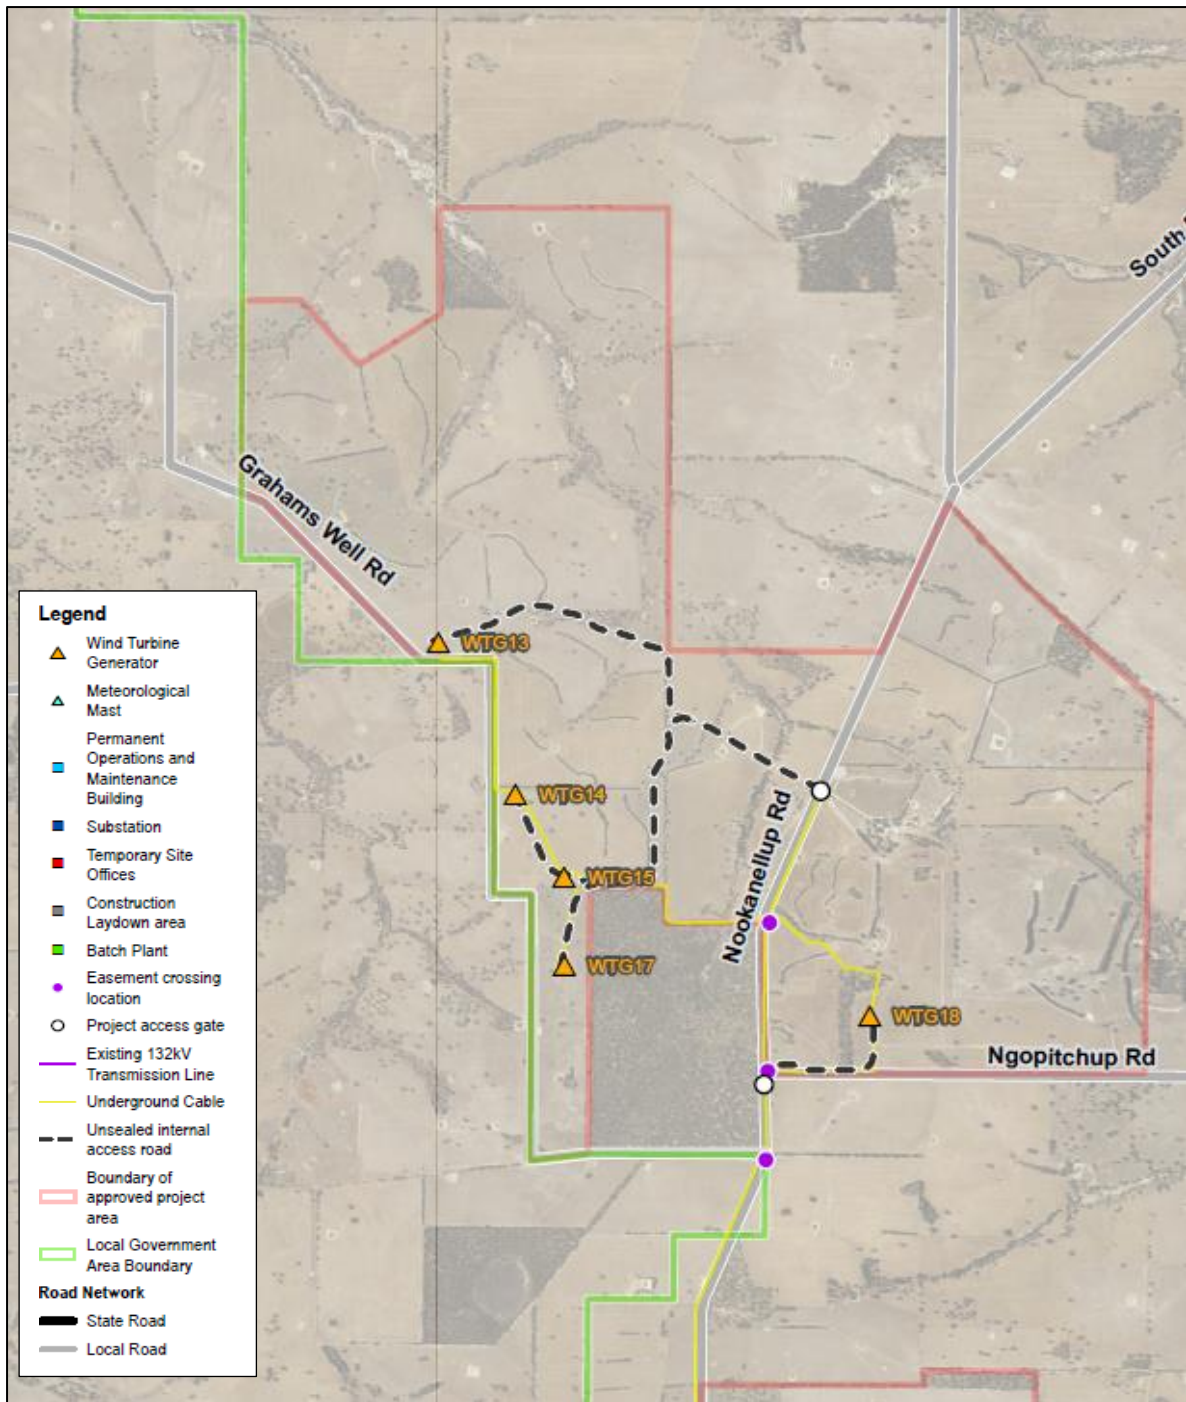 South
Grahams Well Rd
WTG13
WTG14
WTG15
WTG17
WTG18
Nookanellup Rd
Ngopitchup Rd
Legend
Wind Turbine
Generator
Meteorological
Mast
Permanent
Operations and
Maintenance
Building
Substation
Temporary Site
Offices
Construction
Laydown area
Batch Plant
Easement crossing
location
Project access gate
Existing 132kV
Transmission Line
Underground Cable
Unsealed internal
access road
Boundary of
approved project
area
Local Government
Area Boundary
Road Network
State Road
Local Road